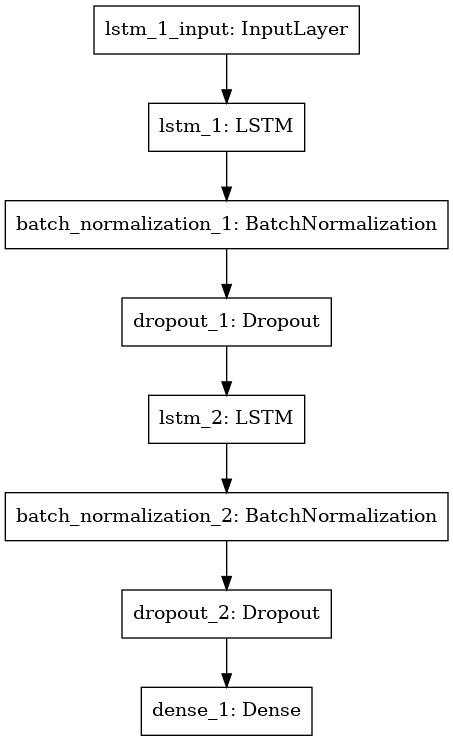 lstm_1_input: InputLayer
lstm_1: LSTM
batch_normalization_1: BatchNormalization
dropout_1: Dropout
lstm_2: LSTM
batch_normalization_2: BatchNormalization
dropout_2: Dropout
dense_1: Dense